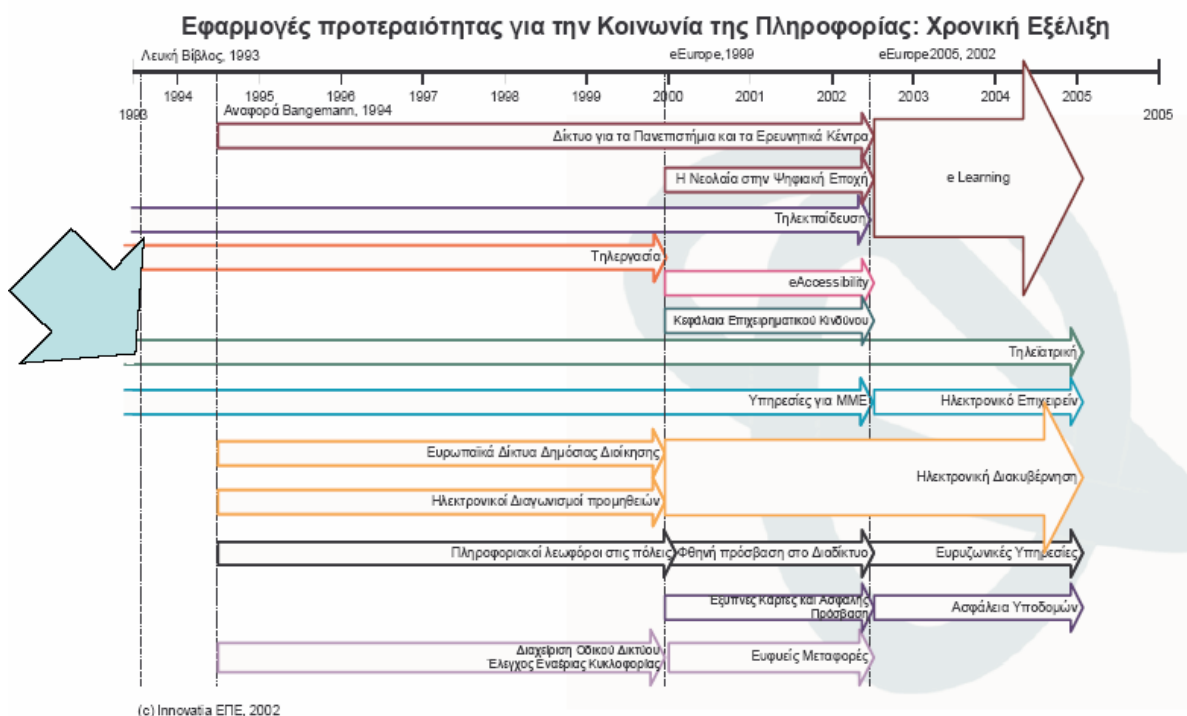 Εφαρμογές προτεραιότητας για την Κοινωνία της Πληροφορίας: Χρονική Εξέλιξη
Λευκή Βίβλος, 1993
eEurope,1999
eEurope2005, 2002
1993
1994
1995
1996
1997
1998
1999
2000
2001
2002
2003
2004
2005
2005
Αναφορά Bangemann, 1994
Δίκτυο για τα Πανεπιστήμια και τα Ερευνητικά Κέντρα
Η Νεολαία στην Ψηφιακή Εποχή
e Learning
Τηλεκπαίδευση
Τηλεργασία
eAccessibility
Κεφάλαια Επιχειρηματικού Κινδύνου
Τηλεϊατρική
Υπηρεσίες για ΜΜΕ
Ηλεκτρονικό Επιχειρείν
Ευρωπαϊκά Δίκτυα Δημόσιας Διοίκησης
Ηλεκτρονική Διακυβέρνηση
Ηλεκτρονικοί Διαγωνισμοί προμηθειών
Πληροφοριακοί λεωφόροι στις πόλεις
Φθηνή πρόσβαση στο Διαδίκτυο
Ευρυζωνικές Υπηρεσίες
Εξυπνες Κάρτες και Ασφαλής
Πρόσβαση
Ασφάλεια Υποδομών
Διαχείριση Οδικού Δικτύου
Έλεγχος Εναέριας Κυκλοφορίας
Ευφυείς Μεταφορές
(c) Innovatia ΕΠΕ, 2002